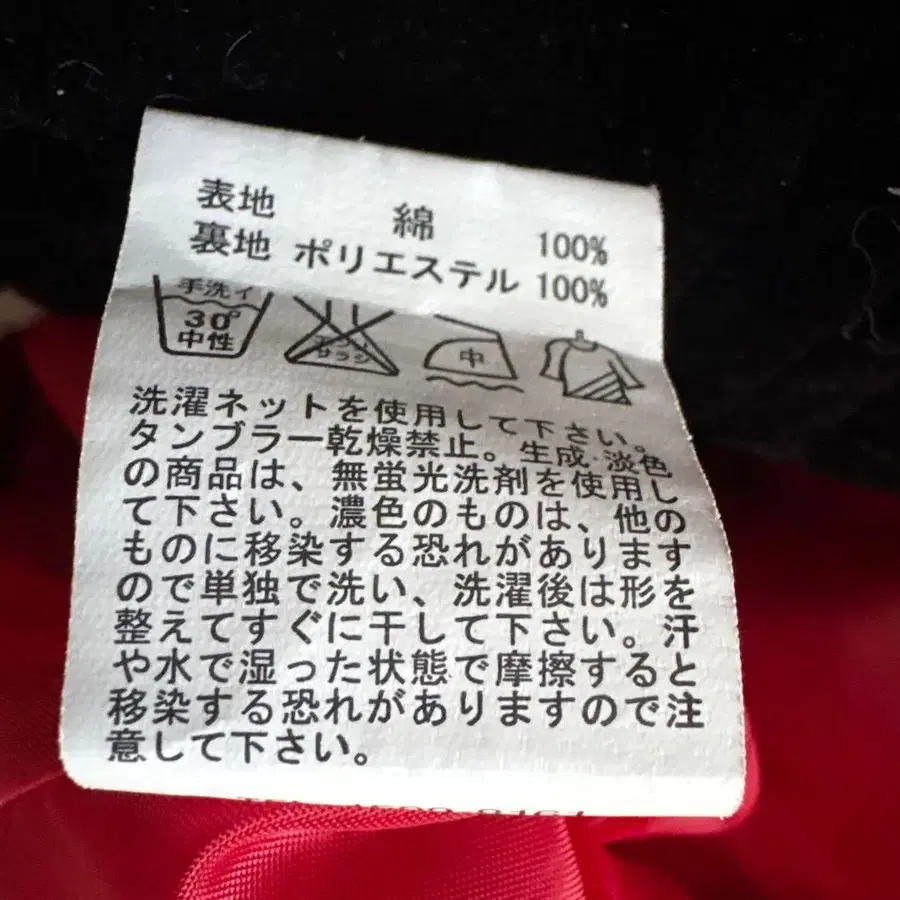 表地 綿 100%
裏地 ポリエステル 100%
手洗イ
30°
中性
エンソ
サラシ
中
洗濯ネットを使用して下さい。
タンブラー乾燥禁止。生成・淡色
の商品は、無蛍光洗剤を使用し
て下さい。濃色のものは、他の
ものに移染する恐れがあります
ので単独で洗い、洗濯後は形を
整えてすぐに干して下さい。汗
や水で湿った状態で摩擦すると
移染する恐れがありますので注
意して下さい。